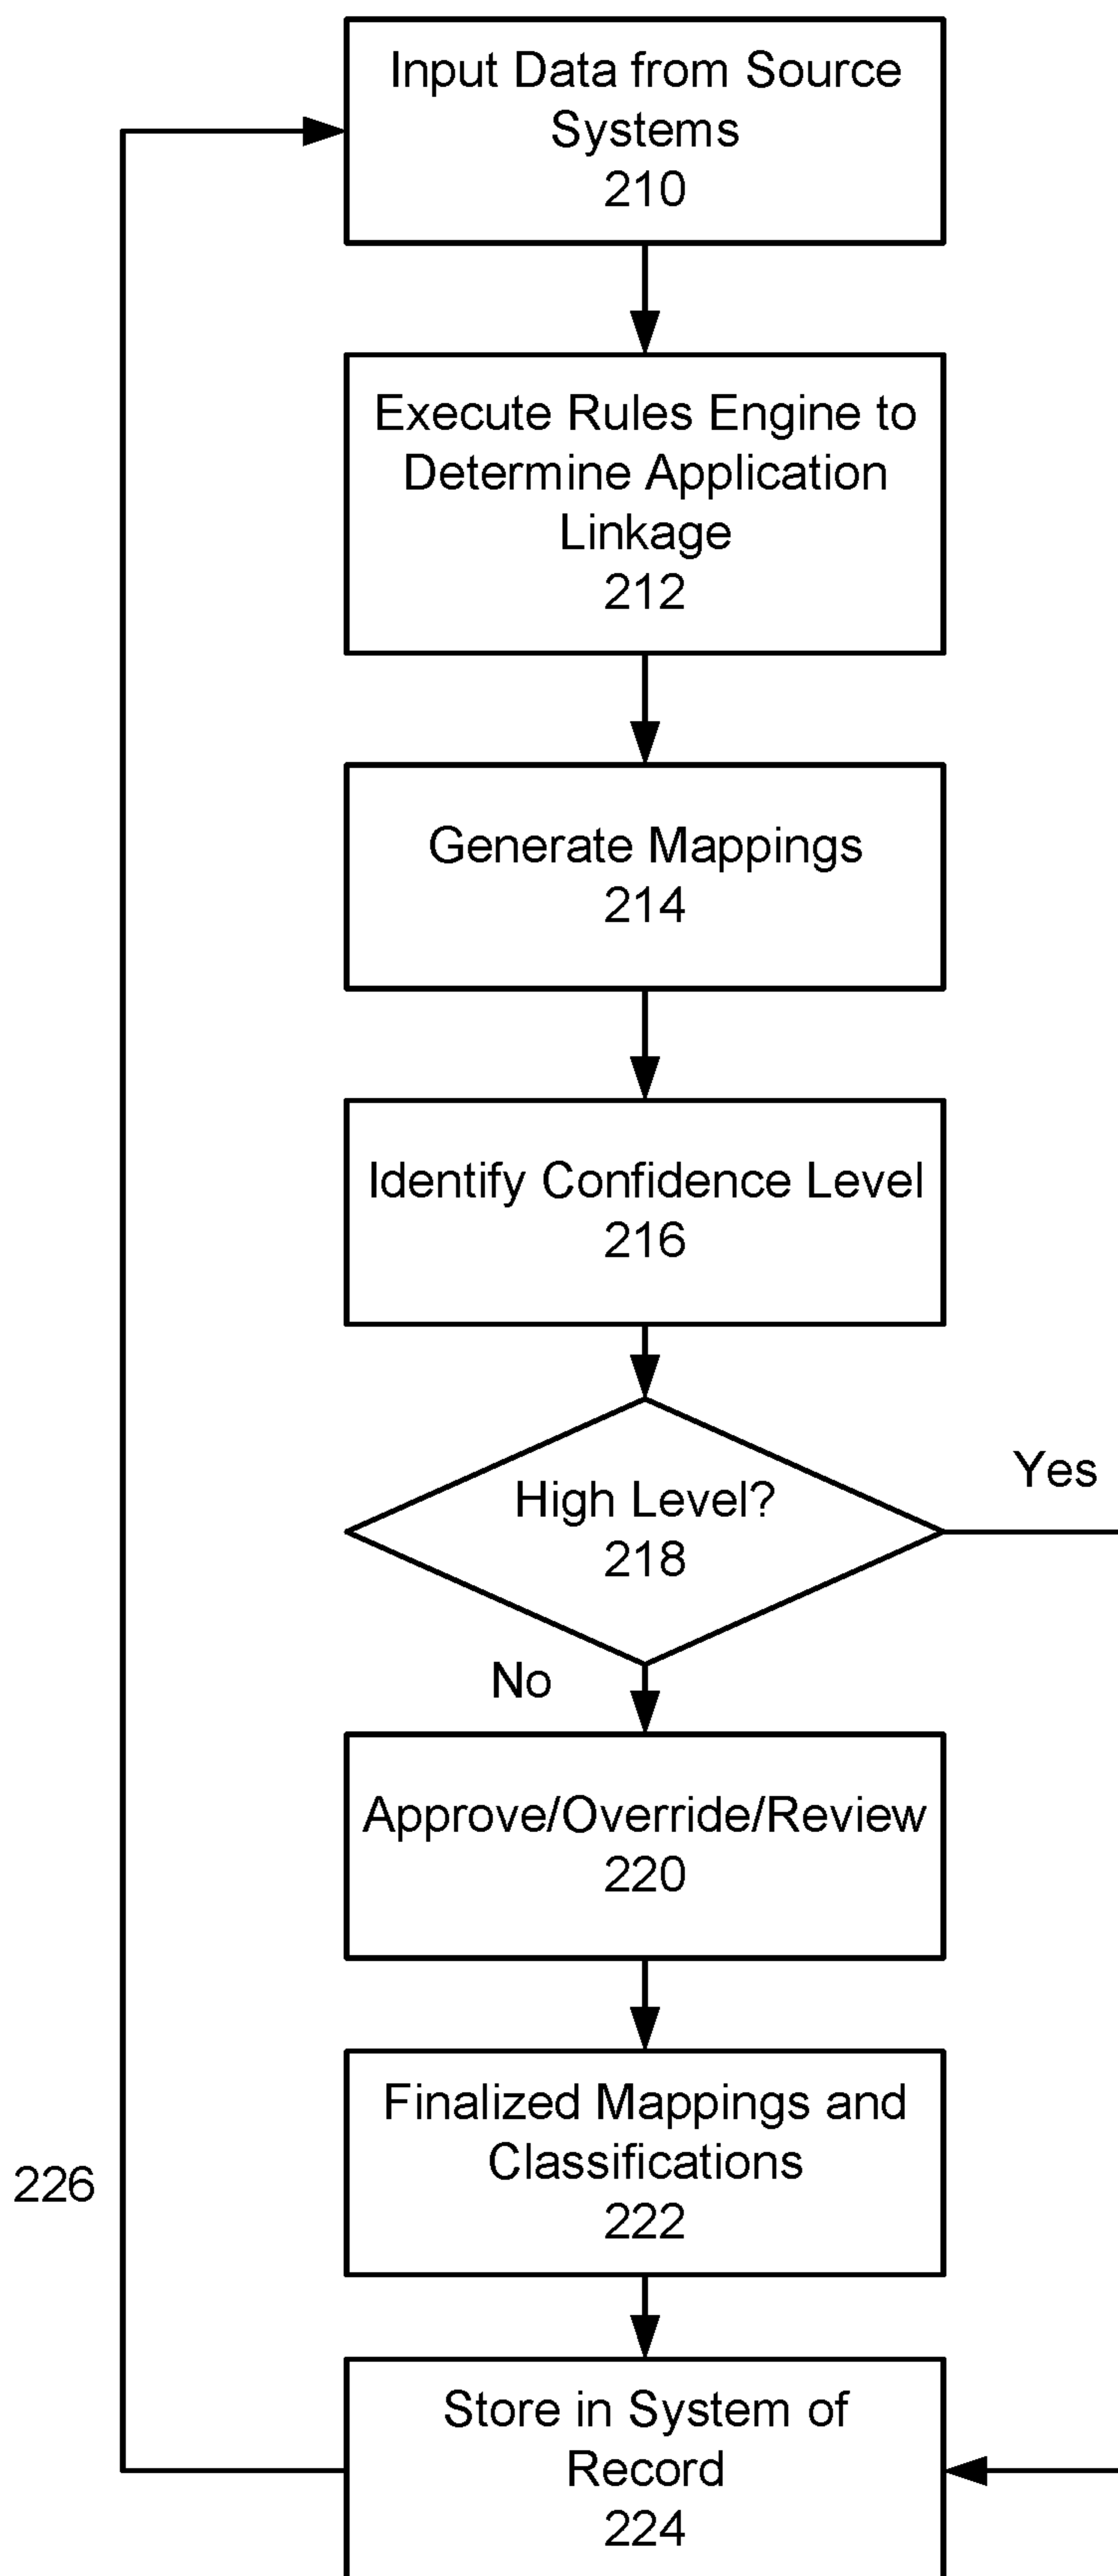 Input Data from Source
Systems
210
Execute Rules Engine to
Determine Application
Linkage
212
Generate Mappings
214
Identify Confidence Level
216
High Level?
218
Yes
No
Approve/Override/Review
220
Finalized Mappings and
Classifications
222
226
Store in System of
Record
224